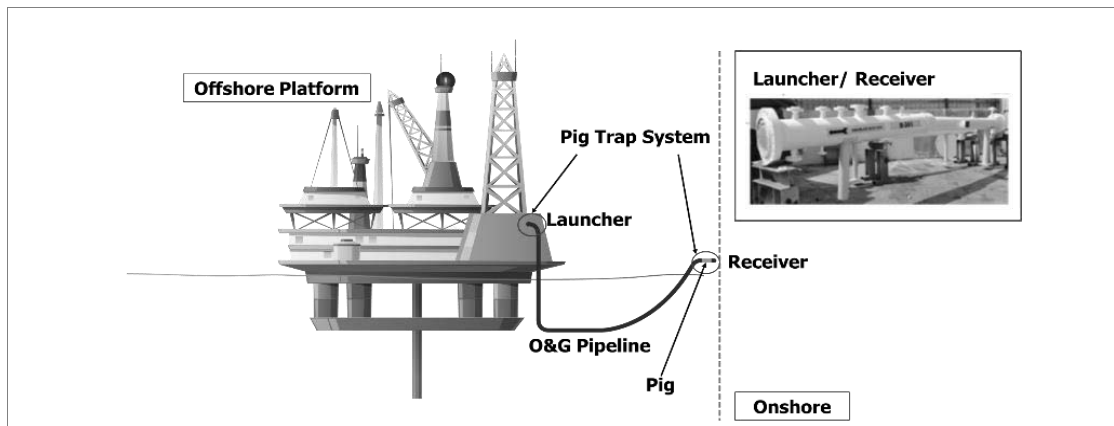 Offshore Platform
Launcher/ Receiver
Pig Trap System
Launcher
Receiver
O&G Pipeline
Pig
Onshore